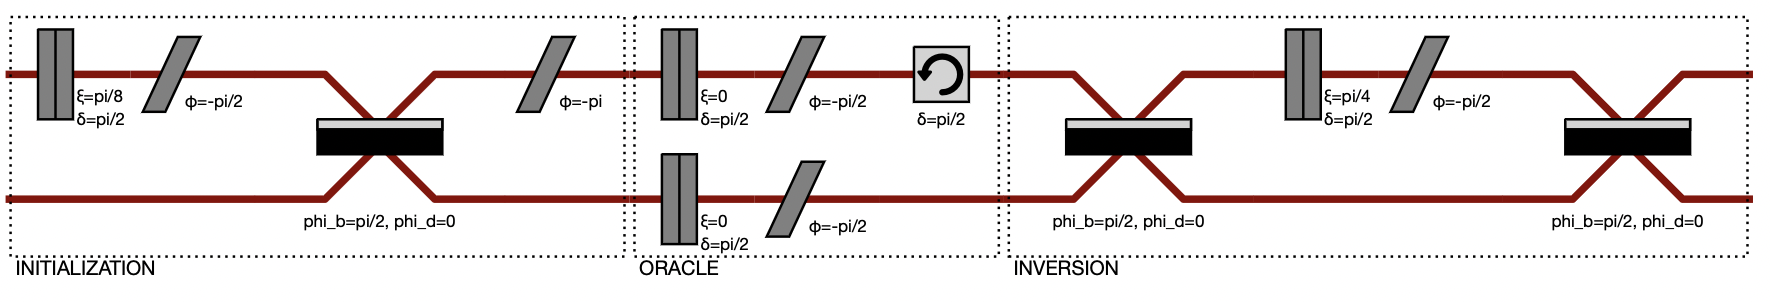 ξ=pi/8
δ=pi/2
ϕ=-pi/2
phi_b=pi/2, phi_d=0
ϕ=-pi
INITIALIZATION
ξ=0
δ=pi/2
ϕ=-pi/2
δ=pi/2
ξ=0
δ=pi/2
ϕ=-pi/2
ORACLE
phi_b=pi/2, phi_d=0
ξ=pi/4
δ=pi/2
ϕ=-pi/2
phi_b=pi/2, phi_d=0
INVERSION